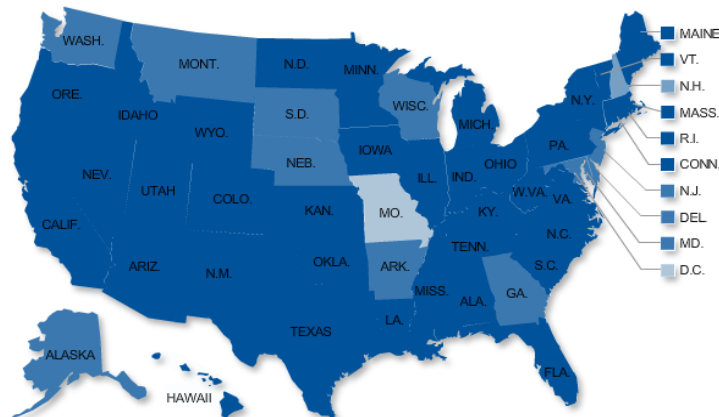 WASH.
MONT.
N.D.
MINN.
ORE.
IDAHO
WYO.
S.D.
WISC.
MICH.
N.Y.
NEB.
IOWA
PA.
NEV.
UTAH
COLO.
ILL.
IND.
OHIO
W.VA.
VA.
CALIF.
KAN.
MO.
KY.
N.C.
ARIZ.
N.M.
OKLA.
ARK.
TENN.
S.C.
TEXAS
LA.
MISS.
ALA.
GA.
FLA.
ALASKA
HAWAII
MAINE
VT.
N.H.
MASS.
R.I.
CONN.
N.J.
DEL.
MD.
D.C.